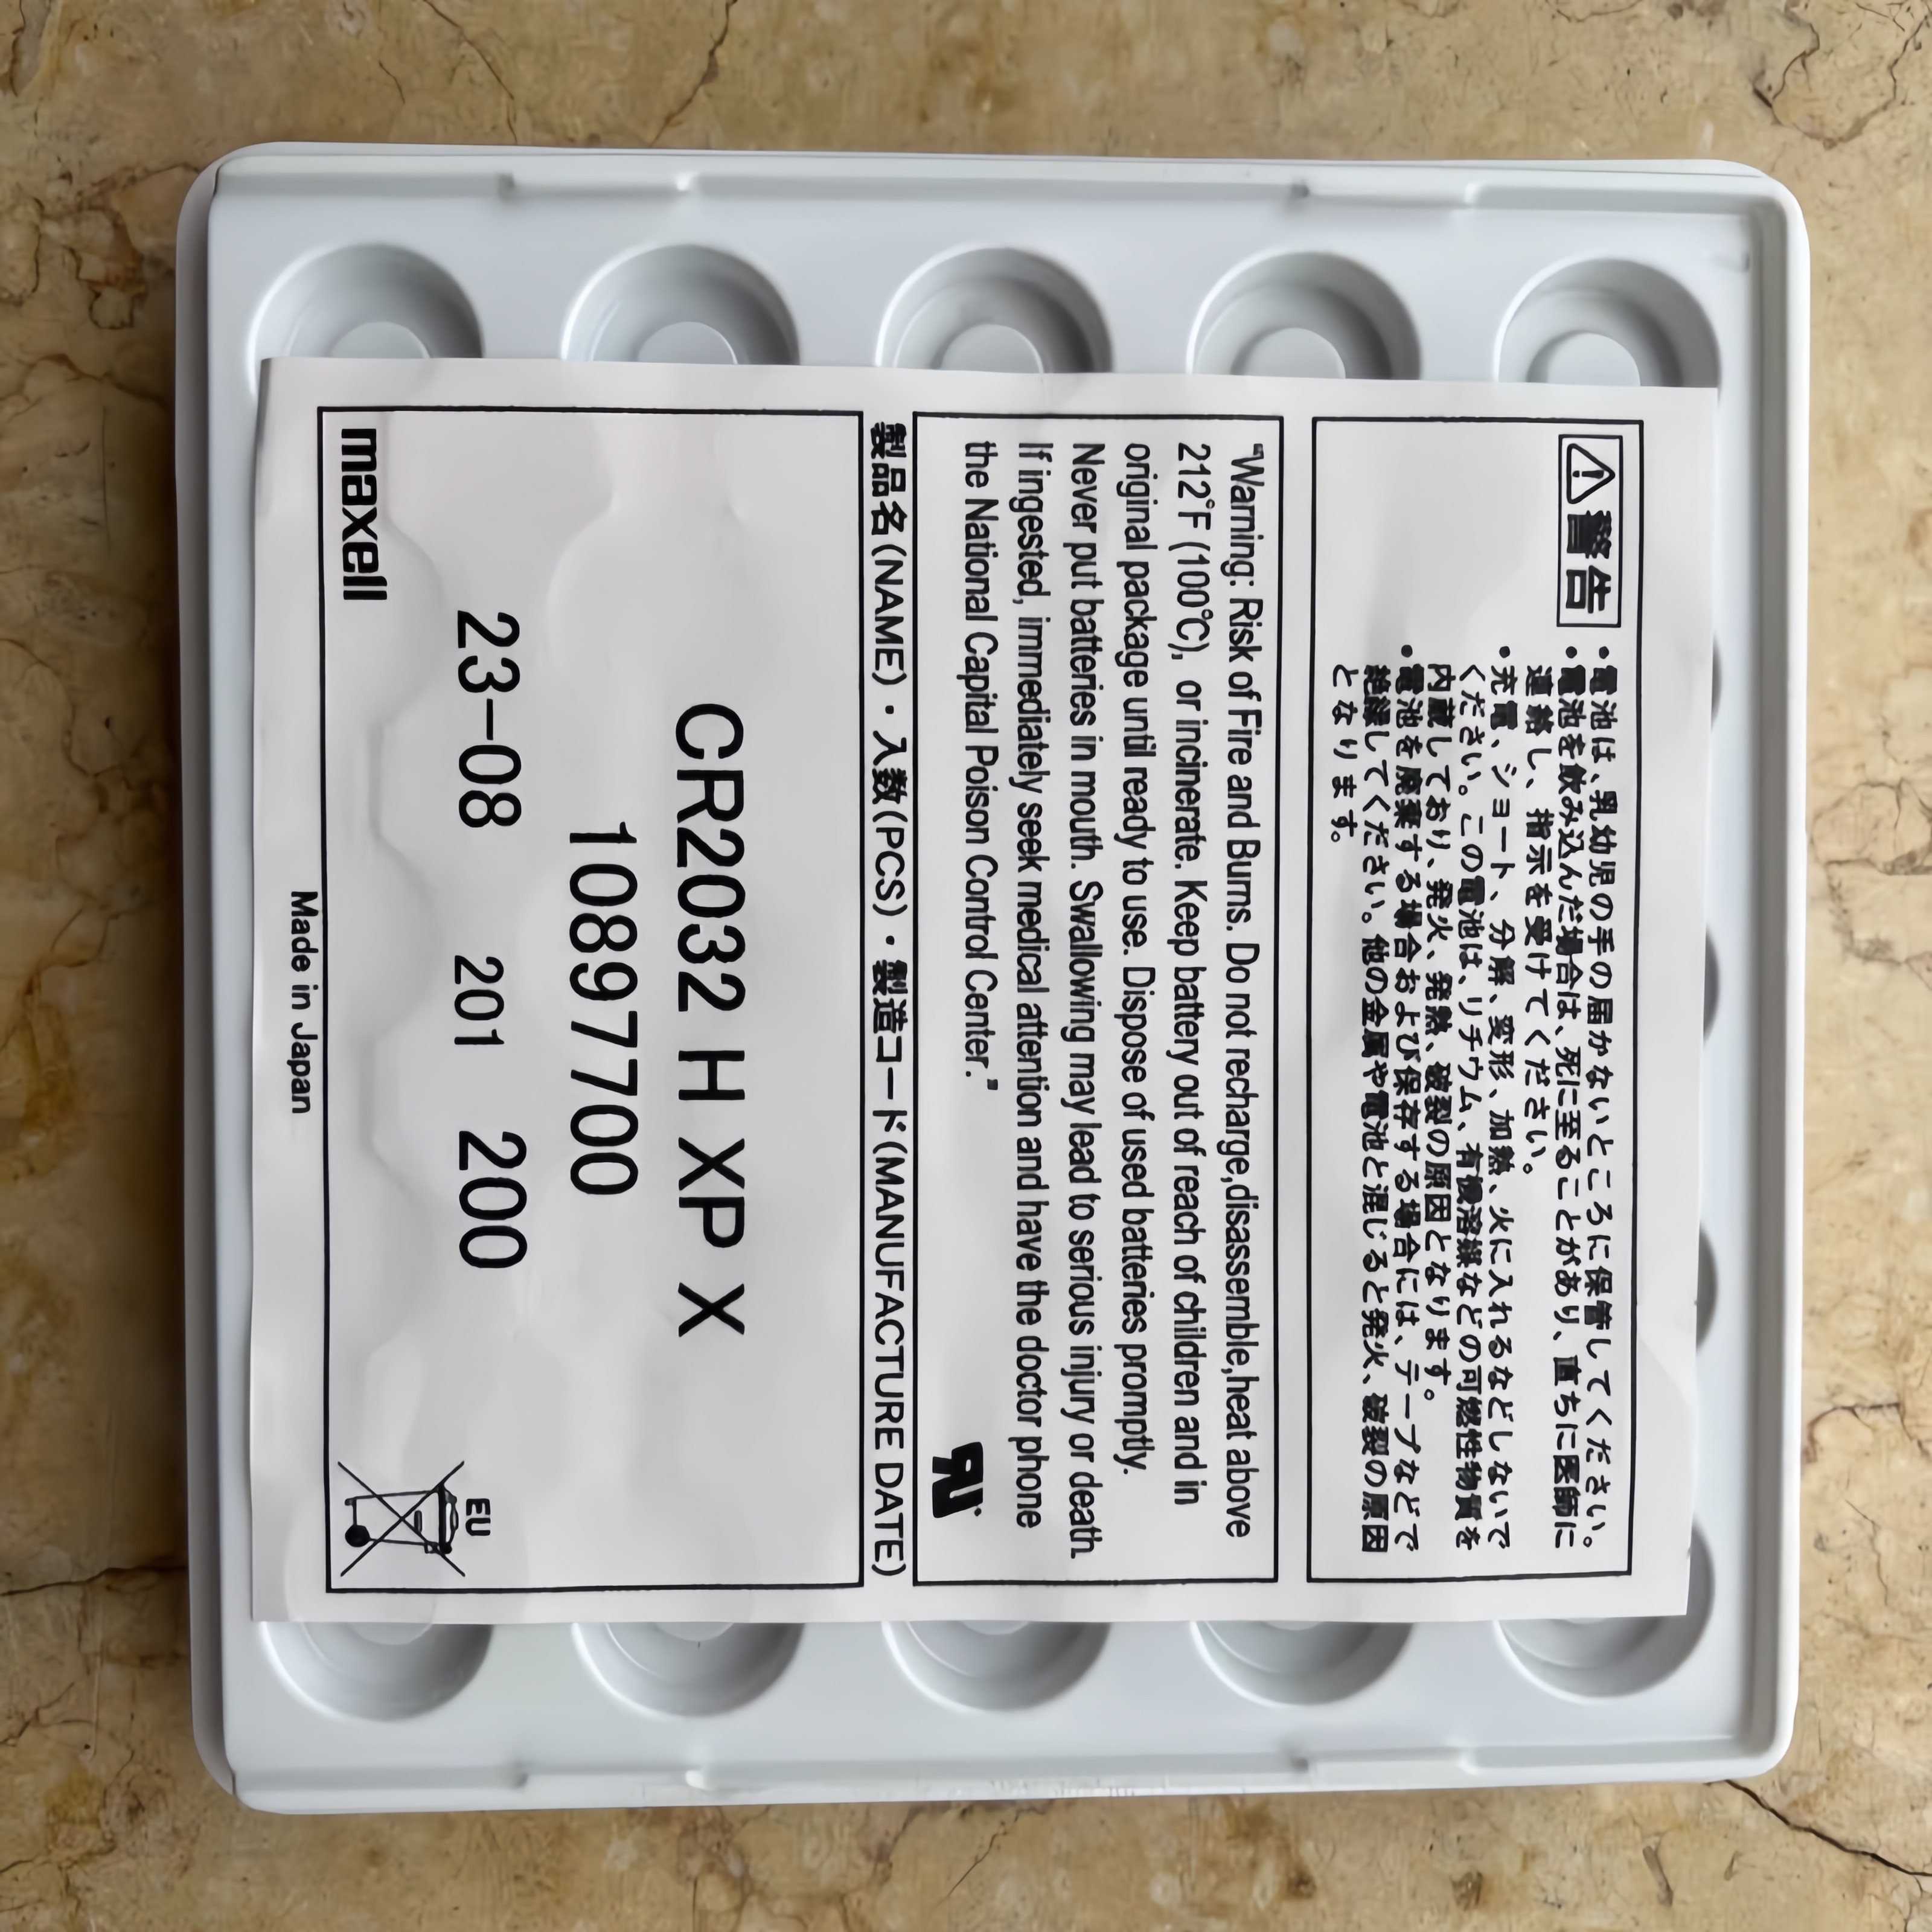 ⚠警告
・電池は、乳幼児の手の届かないところに保管してください。
・電池を飲み込んだ場合は、死に至ることがあり、直ちに医師に
連絡し、指示を受けてください。
・充電、ショート、分解、変形、加熱、火に入れるなどしないで
ください。この電池は、リチウム、有機溶媒などの可燃性物質を
内蔵しており、発火、発熱、破裂の原因となります。
・電池を廃棄する場合および保存する場合には、テープなどで
絶縁してください。他の金属や電池と混じると発火、破裂の原因
となります。
"Warning: Risk of Fire and Burns. Do not recharge,disassemble,heat above
212°F (100℃), or incinerate. Keep battery out of reach of children and in
original package until ready to use. Dispose of used batteries promptly.
Never put batteries in mouth. Swallowing may lead to serious injury or death.
If ingested, immediately seek medical attention and have the doctor phone
the National Capital Poison Control Center."
製品名(NAME)・入数(PCS)・製造コード(MANUFACTURE DATE)
CR2032 H XP X
10897700
23-08 201 200
EU
maxell
Made in Japan